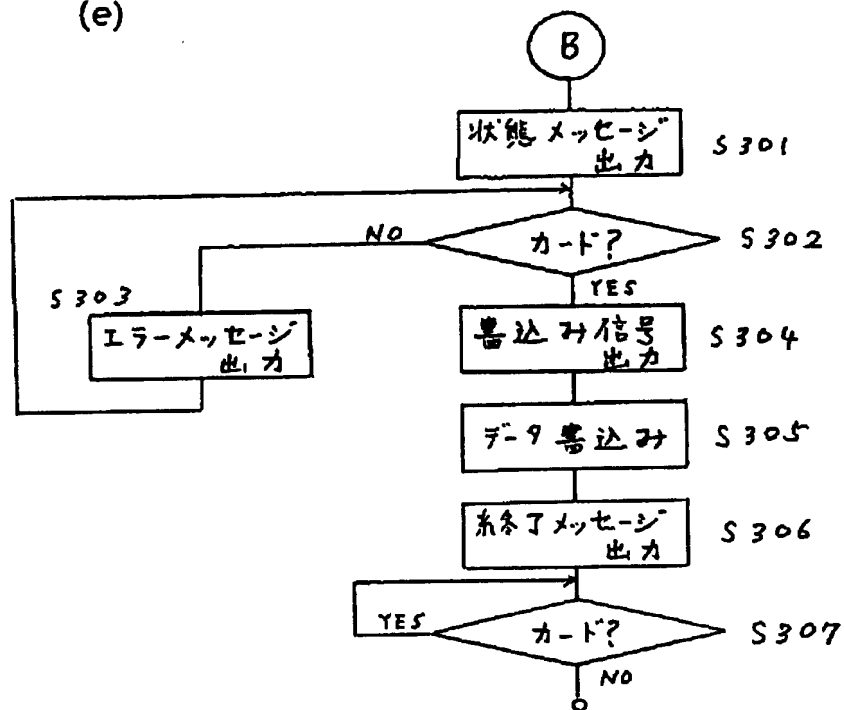 (e)
B
状態メッセージ
出力
S301
カード?
S302
NO
YES
S303
エラーメッセージ
出力
書込み信号
出力
S304
データ書込み
S305
終了メッセージ
出力
S306
カード?
S307
YES
NO